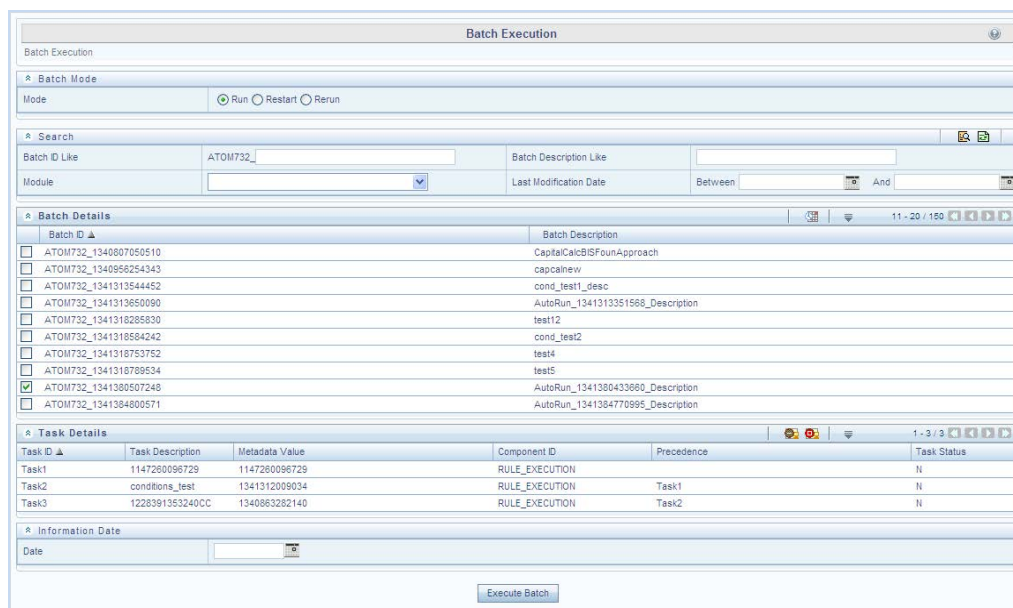 Batch Execution
Batch Execution
Batch Mode
Mode Run Restart Rerun
Search
Batch ID Like ATOM732_ Batch Description Like
Module Last Modification Date Between And
Batch Details 11 - 20 / 150
Batch ID Batch Description
ATOM732_1340807050510 CapitalCalcBISFounApproach
ATOM732_1340956254343 capcalnew
ATOM732_1341313544452 cond_test1_desc
ATOM732_1341313650090 AutoRun_1341313351568_Description
ATOM732_1341318285830 test12
ATOM732_1341318584242 cond_test2
ATOM732_1341318753752 test4
ATOM732_1341318789534 test5
ATOM732_1341380507248 AutoRun_1341380433660_Description
ATOM732_1341384800571 AutoRun_1341384770995_Description
Task Details 1 - 3 / 3
Task ID Task Description Metadata Value Component ID Precedence Task Status
Task1 1147260096729 1147260096729 RULE_EXECUTION N
Task2 conditions_test 1341312009034 RULE_EXECUTION Task1 N
Task3 1228391353240CC 1340863282140 RULE_EXECUTION Task2 N
Information Date
Date
Execute Batch